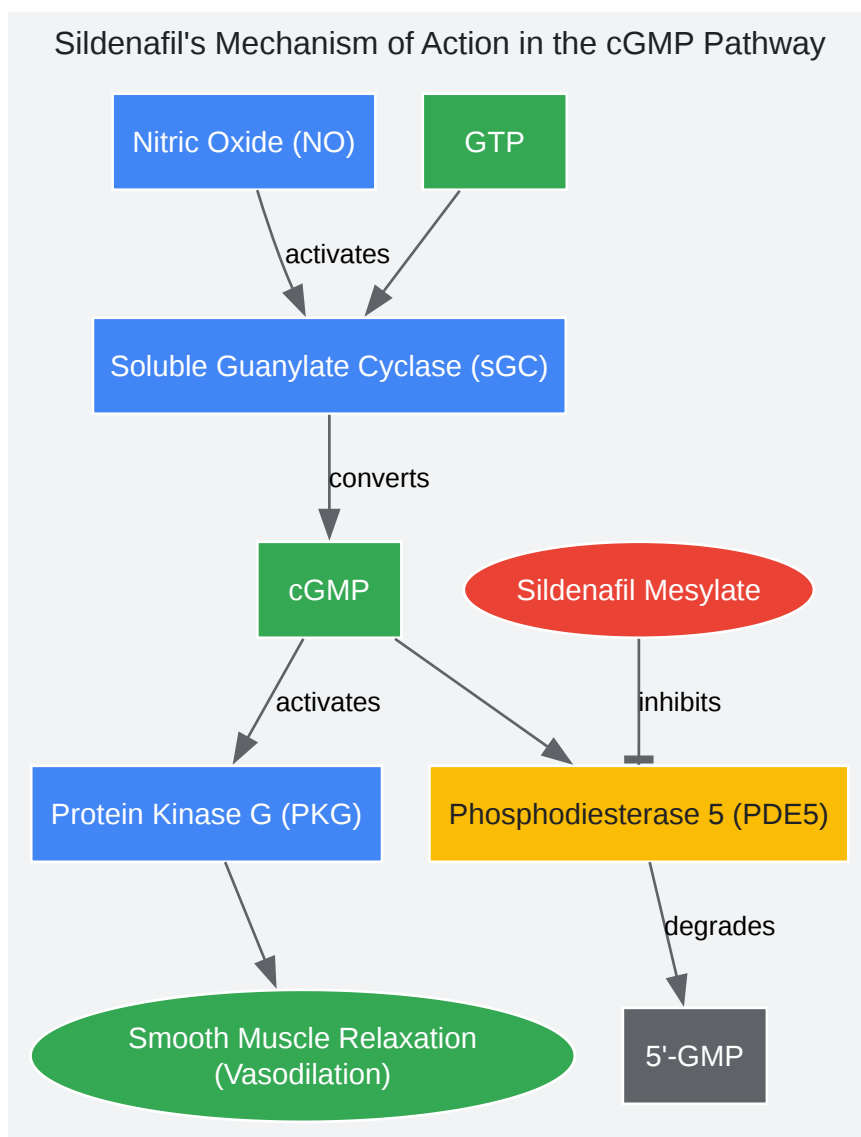 Sildenafil's Mechanism of Action in the cGMP Pathway
Nitric Oxide (NO)
GTP
activates
Soluble Guanylate Cyclase (sGC)
converts
cGMP
Sildenafil Mesylate
activates
inhibits
Protein Kinase G (PKG)
Phosphodiesterase 5 (PDE5)
degrades
Smooth Muscle Relaxation
(Vasodilation)
5'-GMP